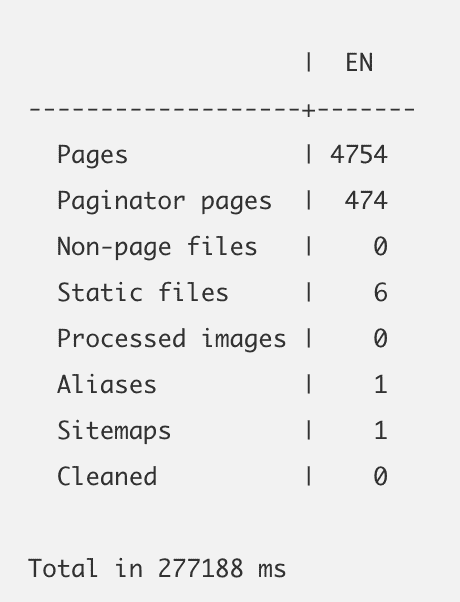 |  EN
-------------------+-------
  Pages            | 4754
  Paginator pages  |  474
  Non-page files   |    0
  Static files     |    6
  Processed images |    0
  Aliases          |    1
  Sitemaps         |    1
  Cleaned          |    0

Total in 277188 ms